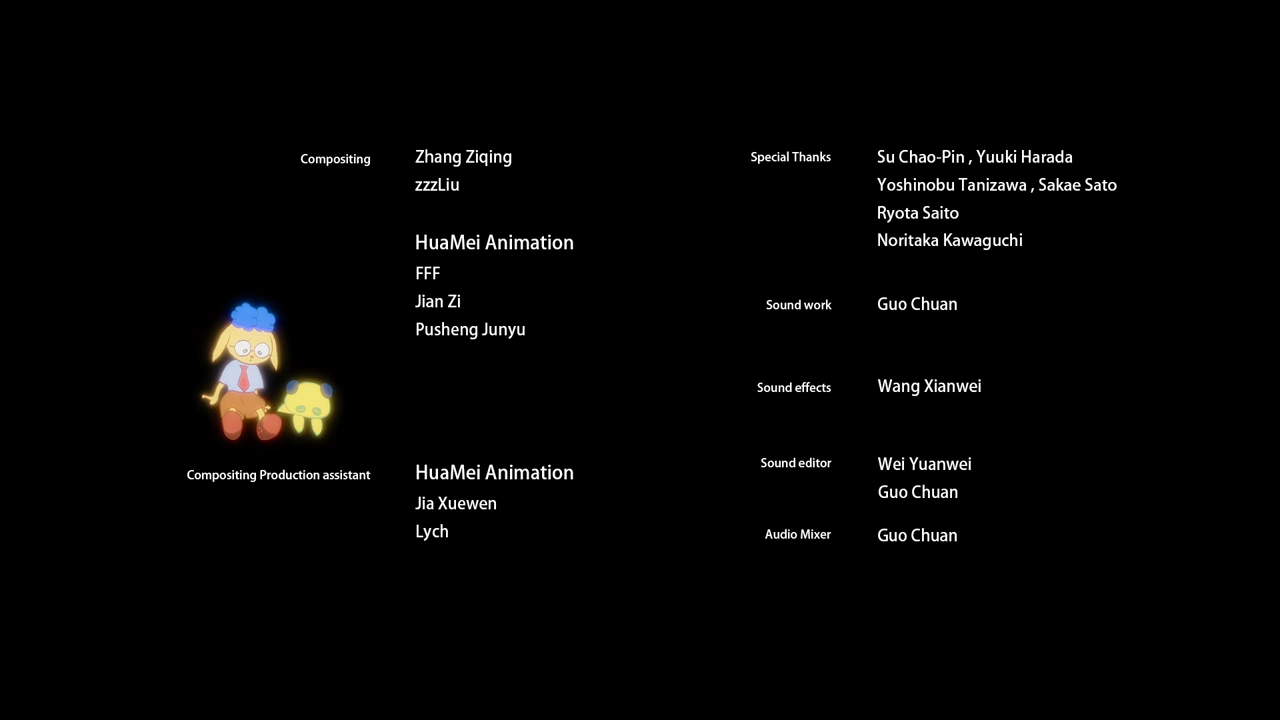 Compositing
Zhang Ziqing
zzzLiu
HuaMei Animation
FFF
Jian Zi
Pusheng Junyu
Compositing Production assistant
HuaMei Animation
Jia Xuewen
Lych
Special Thanks
Su Chao-Pin , Yuuki Harada
Yoshinobu Tanizawa , Sakae Sato
Ryota Saito
Noritaka Kawaguchi
Sound work
Guo Chuan
Sound effects
Wang Xianwei
Sound editor
Wei Yuanwei
Guo Chuan
Audio Mixer
Guo Chuan